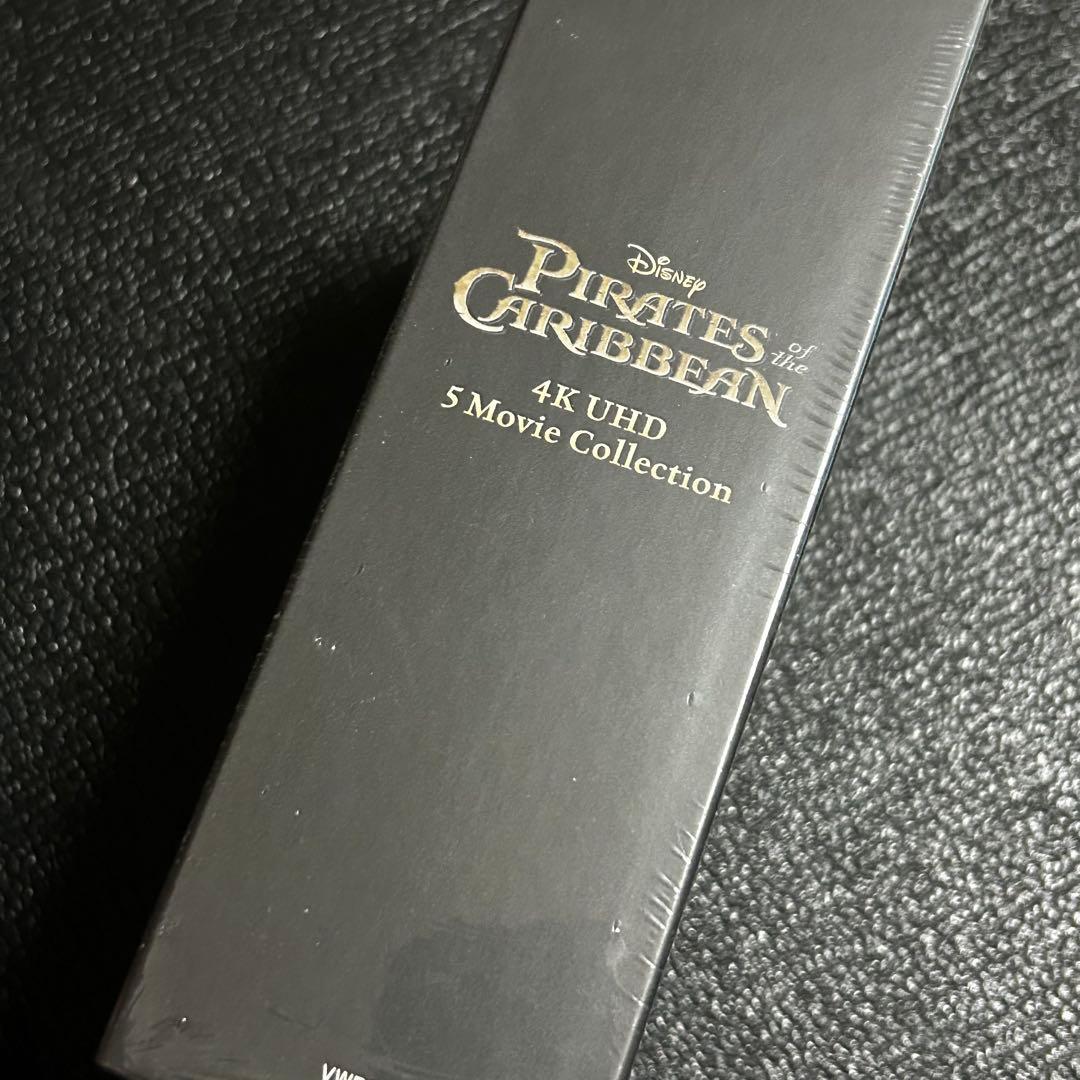 Disney
PIRATES of the
CARIBBEAN
4K UHD
5 Movie Collection